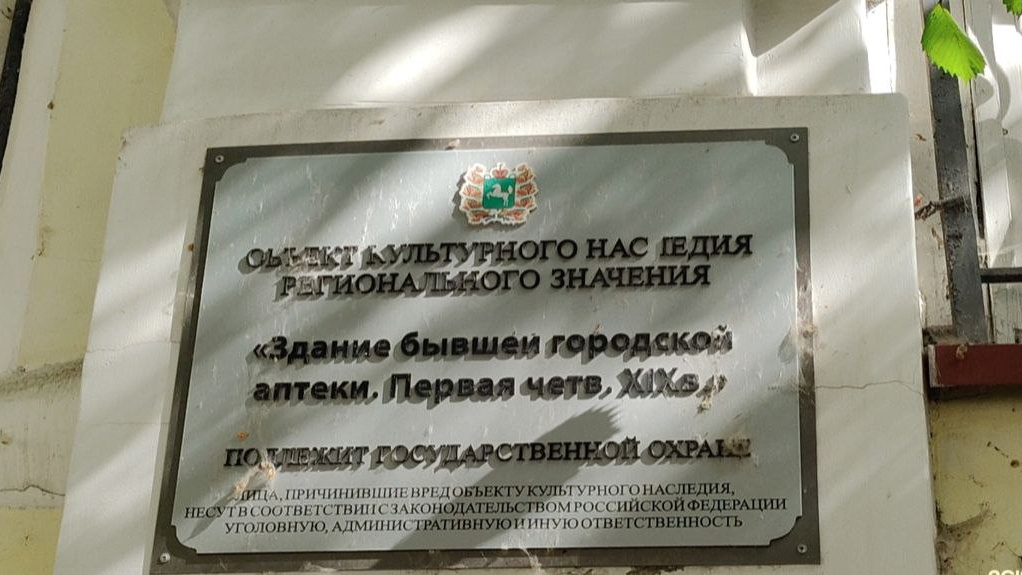 ОБЪЕКТ КУЛЬТУРНОГО НАСЛЕДИЯ
РЕГИОНАЛЬНОГО ЗНАЧЕНИЯ
«Здание бывшей городской
аптеки. Первая четв. XIXв.»
ПОДЛЕЖИТ ГОСУДАРСТВЕННОЙ ОХРАНЕ
ЛИЦА, ПРИЧИНИВШИЕ ВРЕД ОБЪЕКТУ КУЛЬТУРНОГО НАСЛЕДИЯ,
НЕСУТ В СООТВЕТСТВИИ С ЗАКОНОДАТЕЛЬСТВОМ РОССИЙСКОЙ ФЕДЕРАЦИИ
УГОЛОВНУЮ, АДМИНИСТРАТИВНУЮ И ИНУЮ ОТВЕТСТВЕННОСТЬ